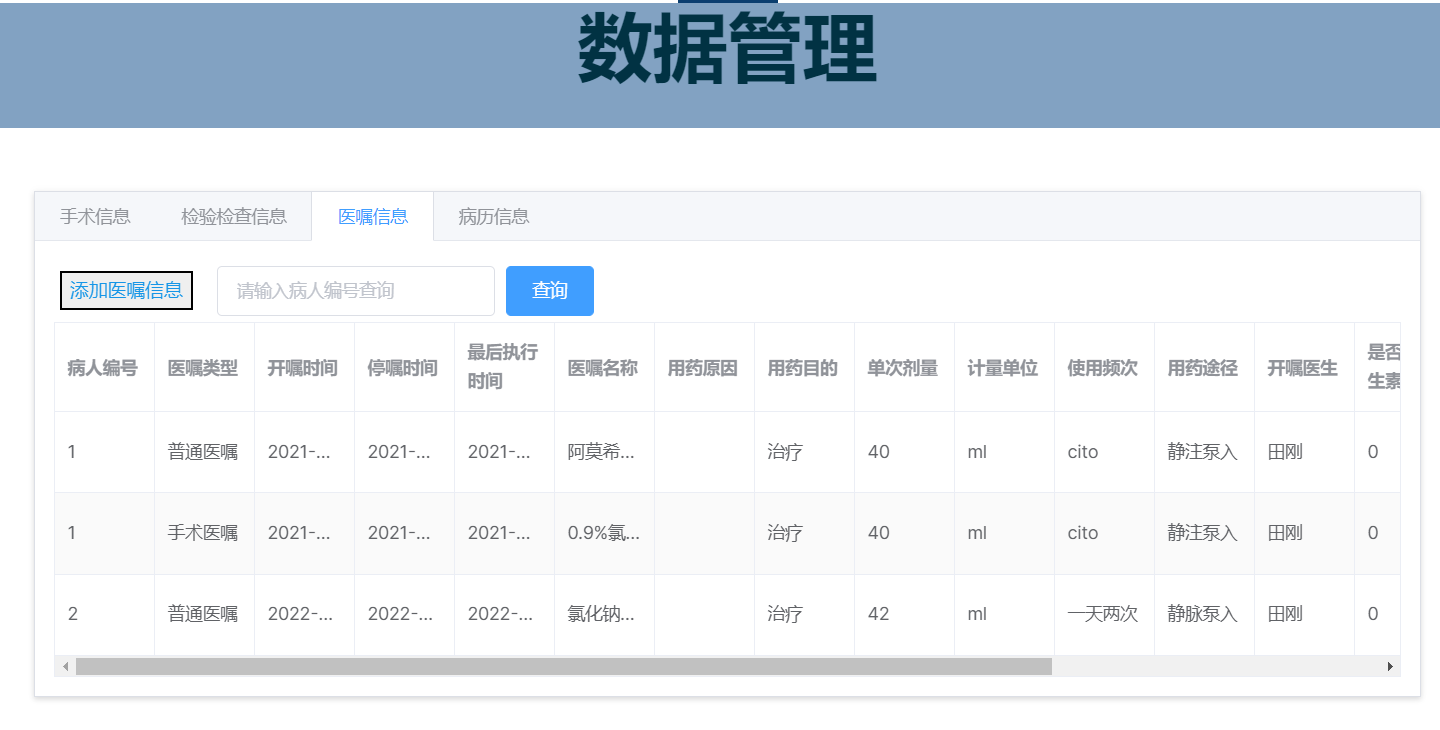 数据管理
手术信息 检验检查信息 医嘱信息 病历信息
添加医嘱信息 请输入病人编号查询 查询
病人编号 医嘱类型 开嘱时间 停嘱时间 最后执行时间 医嘱名称 用药原因 用药目的 单次剂量 计量单位 使用频次 用药途径 开嘱医生 是否 生素
1 普通医嘱 2021-... 2021-... 2021-... 阿莫希... 治疗 40 ml cito 静注泵入 田刚 0
1 手术医嘱 2021-... 2021-... 2021-... 0.9%氯... 治疗 40 ml cito 静注泵入 田刚 0
2 普通医嘱 2022-... 2022-... 2022-... 氯化钠... 治疗 42 ml 一天两次 静脉泵入 田刚 0